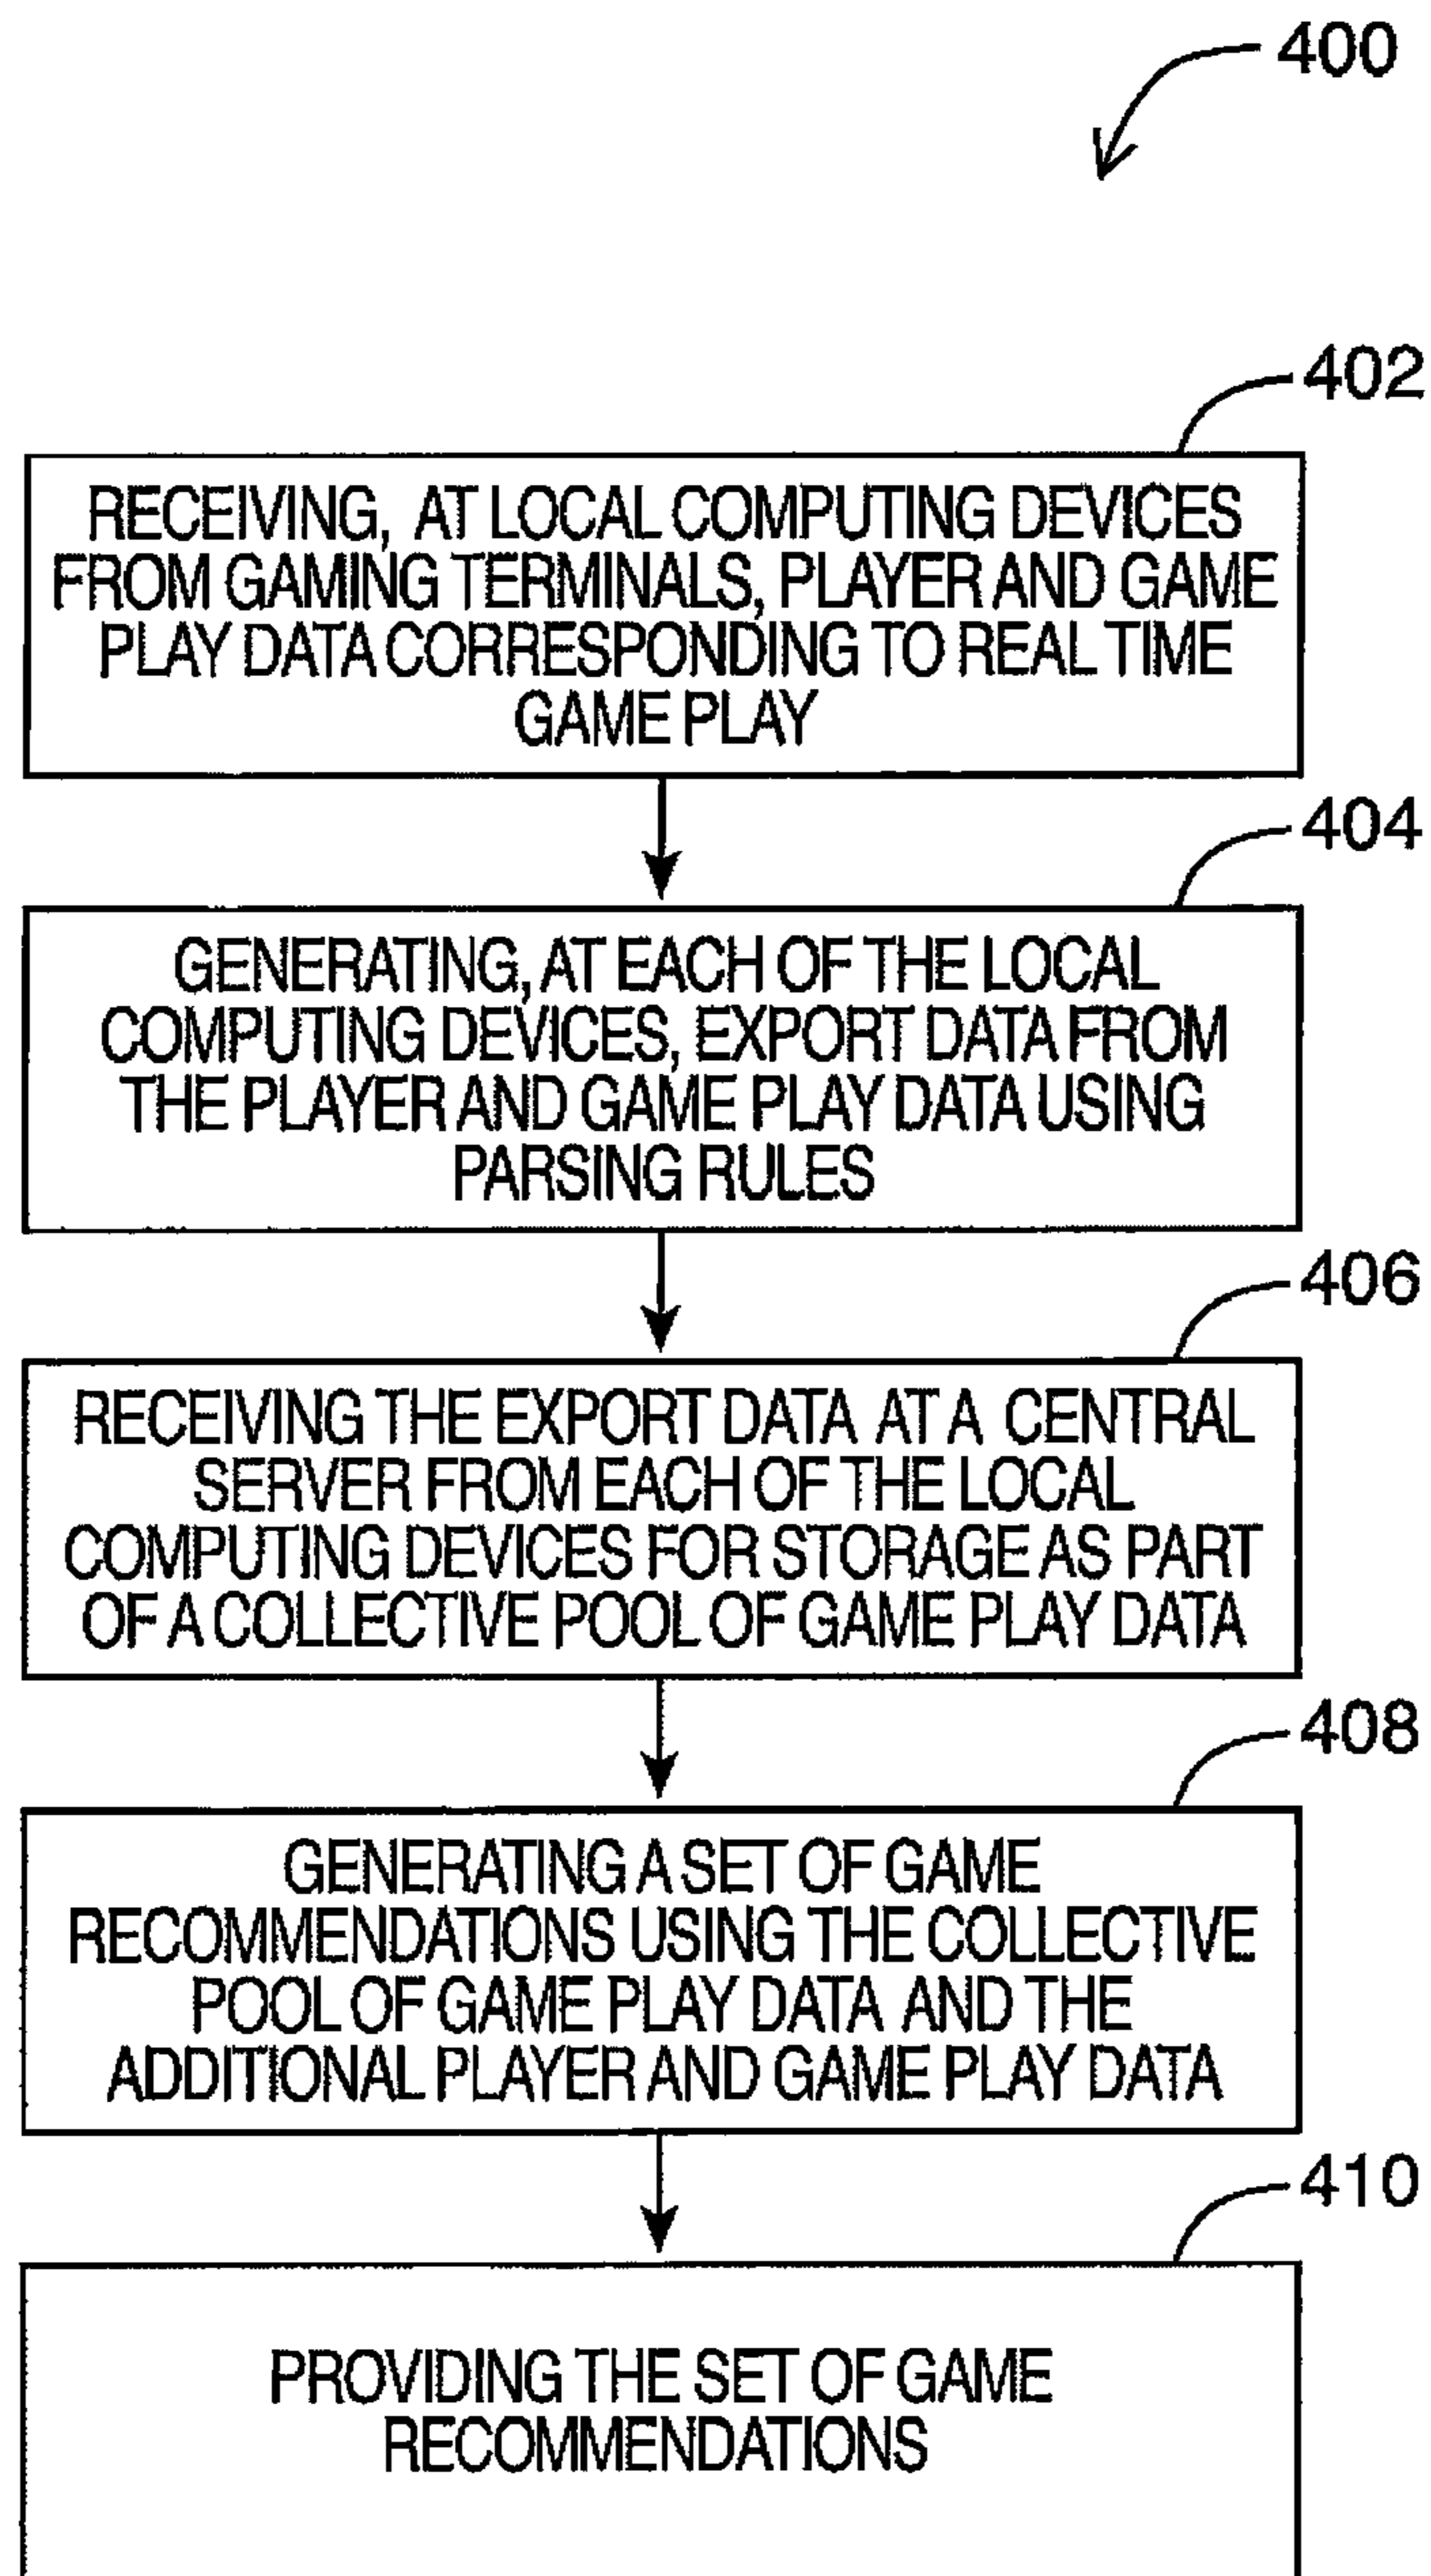 400
402
RECEIVING, AT LOCAL COMPUTING DEVICES
FROM GAMING TERMINALS, PLAYER AND GAME
PLAY DATA CORRESPONDING TO REAL TIME
GAME PLAY
404
GENERATING, AT EACH OF THE LOCAL
COMPUTING DEVICES, EXPORT DATA FROM
THE PLAYER AND GAME PLAY DATA USING
PARSING RULES
406
RECEIVING THE EXPORT DATA AT A CENTRAL
SERVER FROM EACH OF THE LOCAL
COMPUTING DEVICES FOR STORAGE AS PART
OF A COLLECTIVE POOL OF GAME PLAY DATA
408
GENERATING A SET OF GAME
RECOMMENDATIONS USING THE COLLECTIVE
POOL OF GAME PLAY DATA AND THE
ADDITIONAL PLAYER AND GAME PLAY DATA
410
PROVIDING THE SET OF GAME
RECOMMENDATIONS